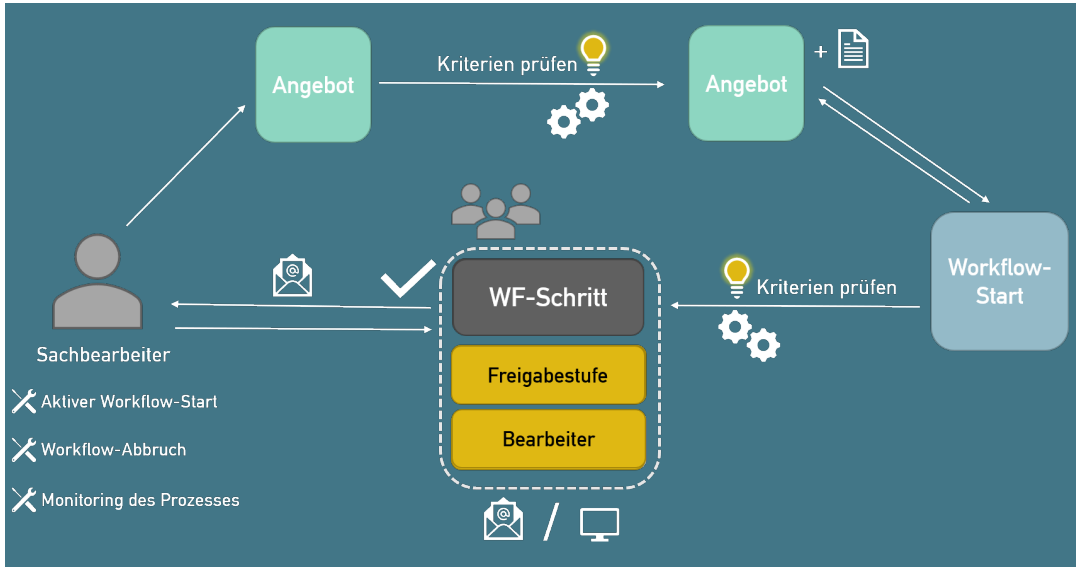 Angebot
Kriterien prüfen
Angebot
+
Workflow-
Start
Kriterien prüfen
WF-Schritt
Freigabestufe
Bearbeiter
@
/
@
Sachbearbeiter
Aktiver Workflow-Start
Workflow-Abbruch
Monitoring des Prozesses